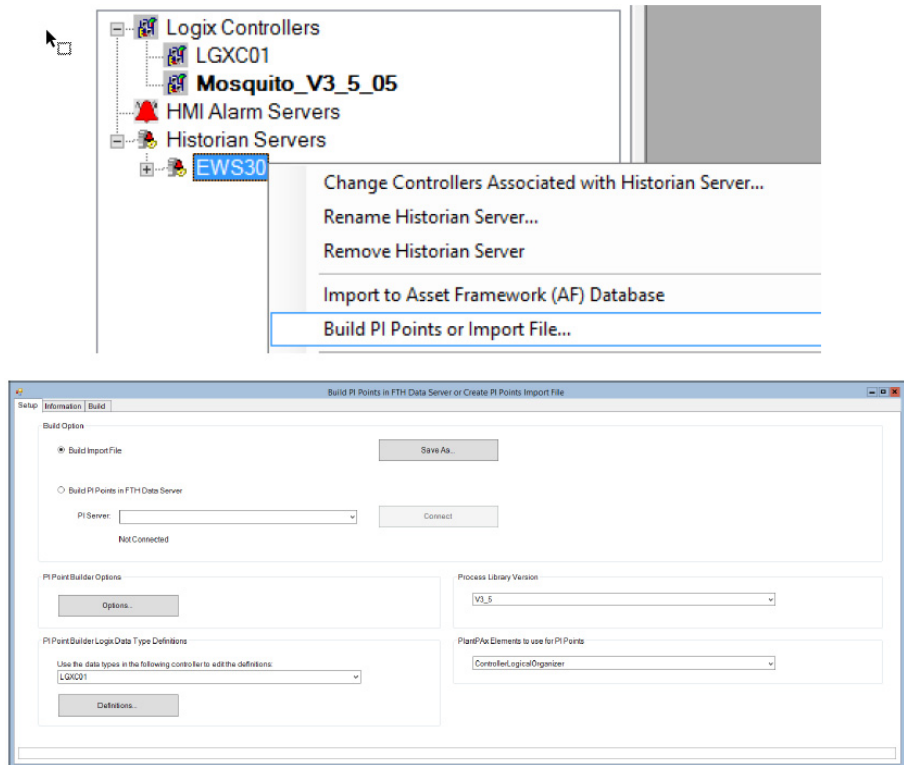 Logix Controllers
LGXC01
Mosquito_V3_5_05
HMI Alarm Servers
Historian Servers
EWS30
Change Controllers Associated with Historian Server...
Rename Historian Server...
Remove Historian Server
Import to Asset Framework (AF) Database
Build PI Points or Import File...
Build PI Points in FTH Data Server or Create PI Points Import File
Setup Information Build
Build Option
Build Import File
Save As..
Build PI Points in FTH Data Server
PI Server:
Connect
Not Connected
PI Point Builder Options
Options..
Process Library Version
V3_5
PI Point Builder Logix Data Type Definitions
Use the data types in the following controller to edit the definitions:
LGXC01
Definitions..
PlantPAx Elements to use for PI Points
ControllerLogicalOrganizer